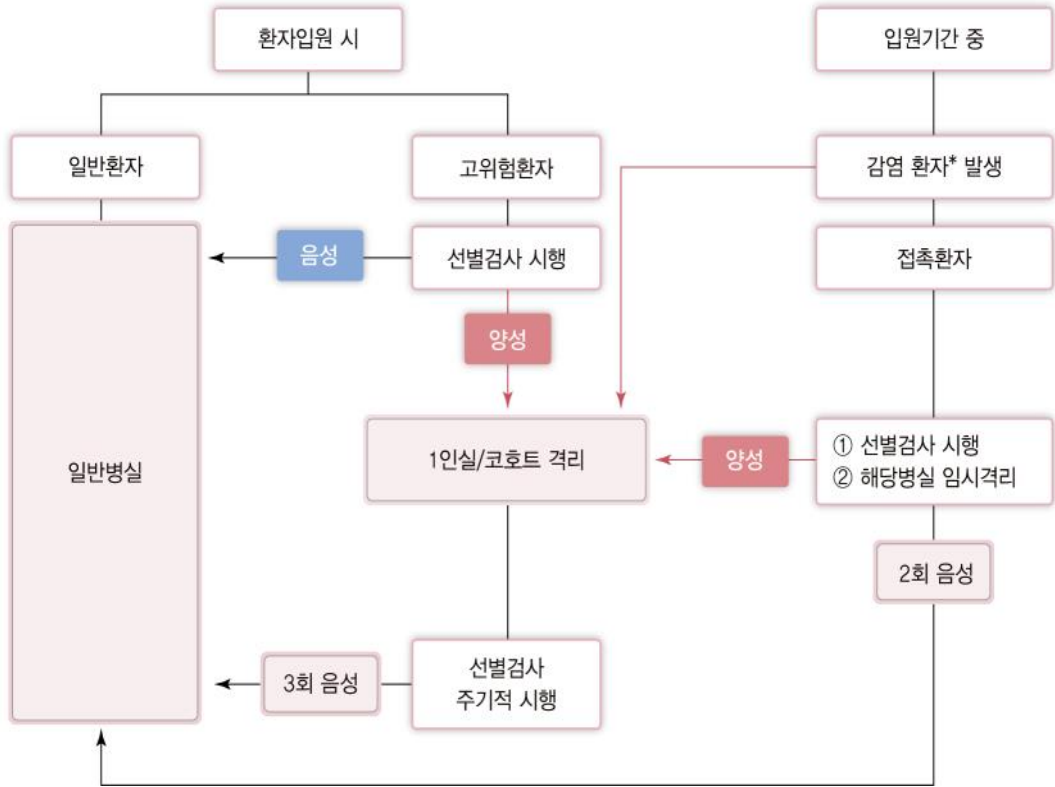 환자입원 시
입원기간 중
일반환자
고위험환자
감염 환자* 발생
음성
선별검사 시행
접촉환자
양성
일반병실
1인실/코호트 격리
양성
① 선별검사 시행
② 해당병실 임시격리
2회 음성
3회 음성
선별검사
주기적 시행